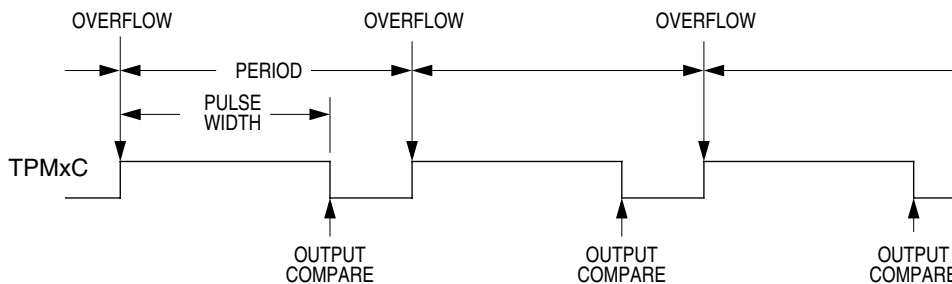 OVERFLOW
OVERFLOW
OVERFLOW
PERIOD
PULSE
WIDTH
TPMxC
OUTPUT
COMPARE
OUTPUT
COMPARE
OUTPUT
COMPARE